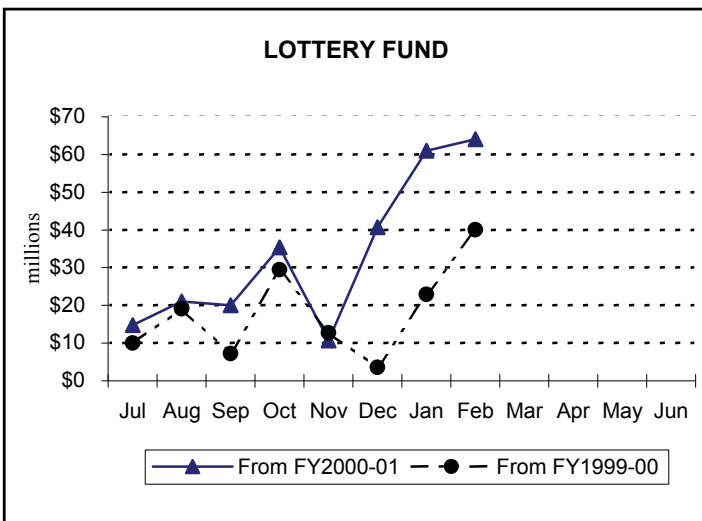 LOTTERY FUND
$70
$60
$50
$40
$30
$20
$10
$0
millions
Jul Aug Sep Oct Nov Dec Jan Feb Mar Apr May Jun
From FY2000-01 From FY1999-00